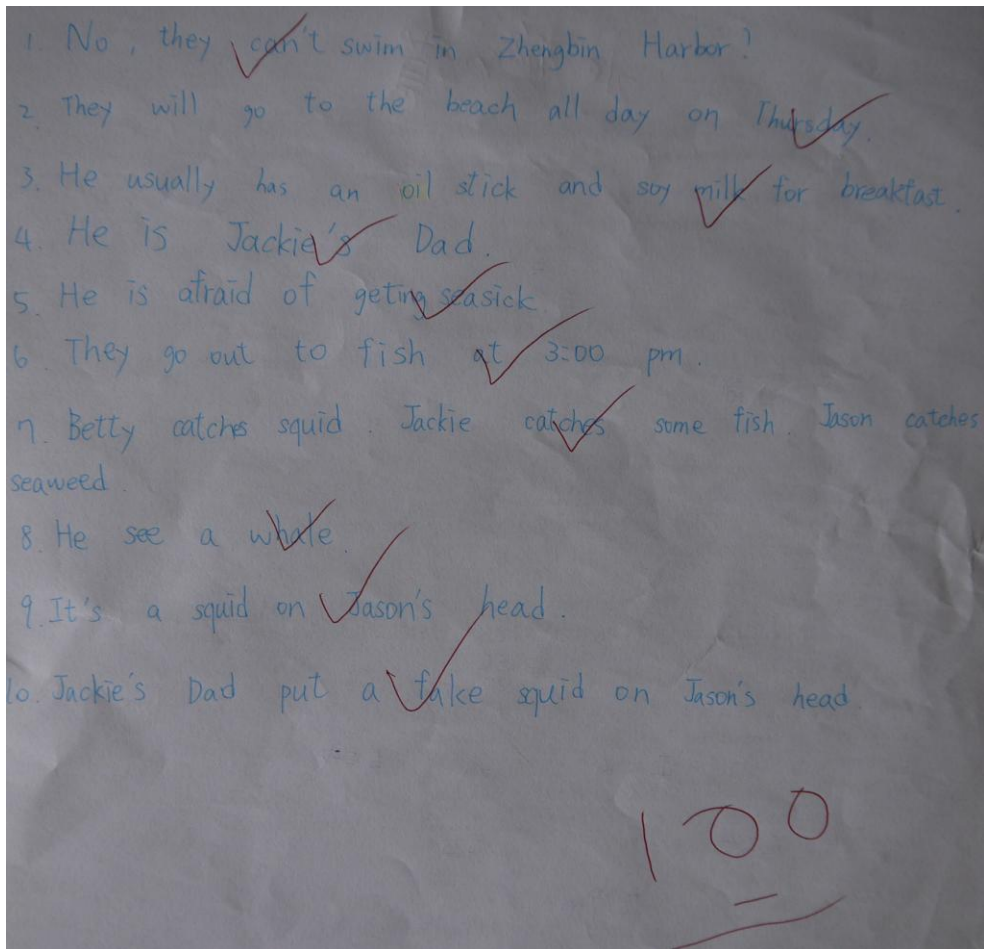 1. No, they can't swim in Zhengbin Harbor?
2. They will go to the beach all day on Thursday.
3. He usually has an oil stick and soy milk for breakfast.
4. He is Jackie's Dad.
5. He is afraid of geting seasick
6 They go out to fish at 3:00 pm.
7. Betty catches squid. Jackie catches some fish. Jason catches
seaweed.
8. He see a whale.
9. It's a squid on Jason's head.
10. Jackie's Dad put a fake squid on Jason's head.
100